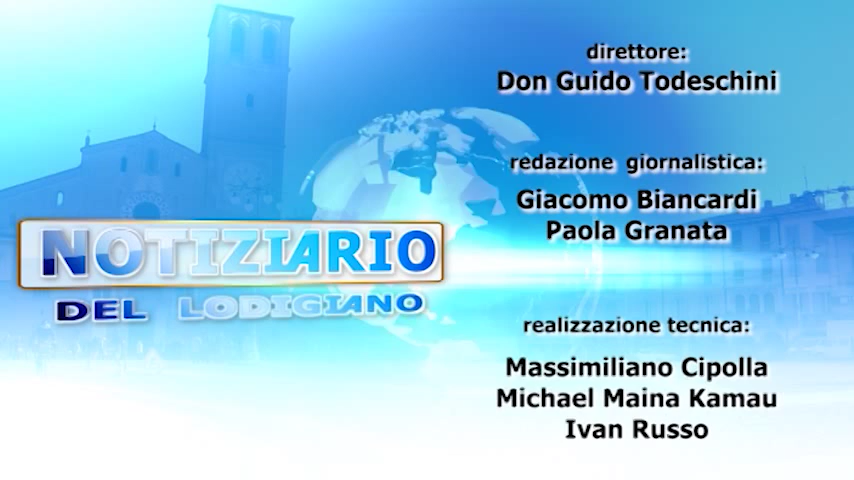 NOTIZIARIO
DEL LODIGIANO
direttore:
Don Guido Todeschini
redazione giornalistica:
Giacomo Biancardi
Paola Granata
realizzazione tecnica:
Massimiliano Cipolla
Michael Maina Kamau
Ivan Russo